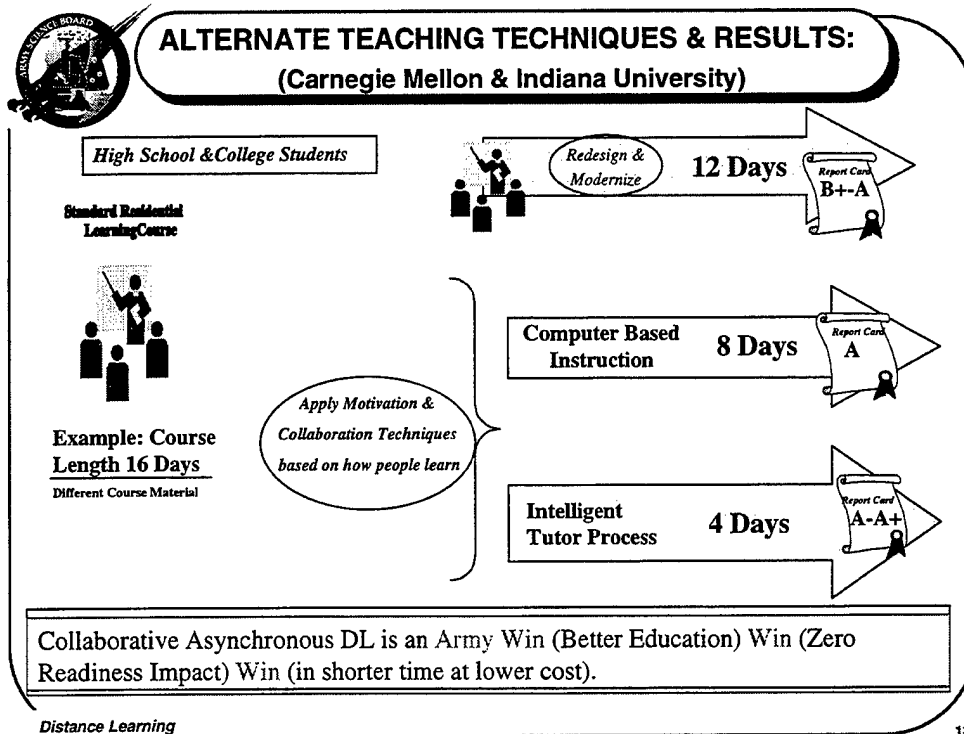 ARMY SCIENCE BOARD
ALTERNATE TEACHING TECHNIQUES & RESULTS:
(Carnegie Mellon & Indiana University)
High School &College Students
Redesign &
Modernize
12 Days
Report Card
B+-A
Standard Residential
LearningCourse
Computer Based
Instruction
8 Days
Report Card
A
Apply Motivation &
Collaboration Techniques
based on how people learn
Example: Course
Length 16 Days
Different Course Material
Intelligent
Tutor Process
4 Days
Report Card
A-A+
Collaborative Asynchronous DL is an Army Win (Better Education) Win (Zero
Readiness Impact) Win (in shorter time at lower cost).
Distance Learning